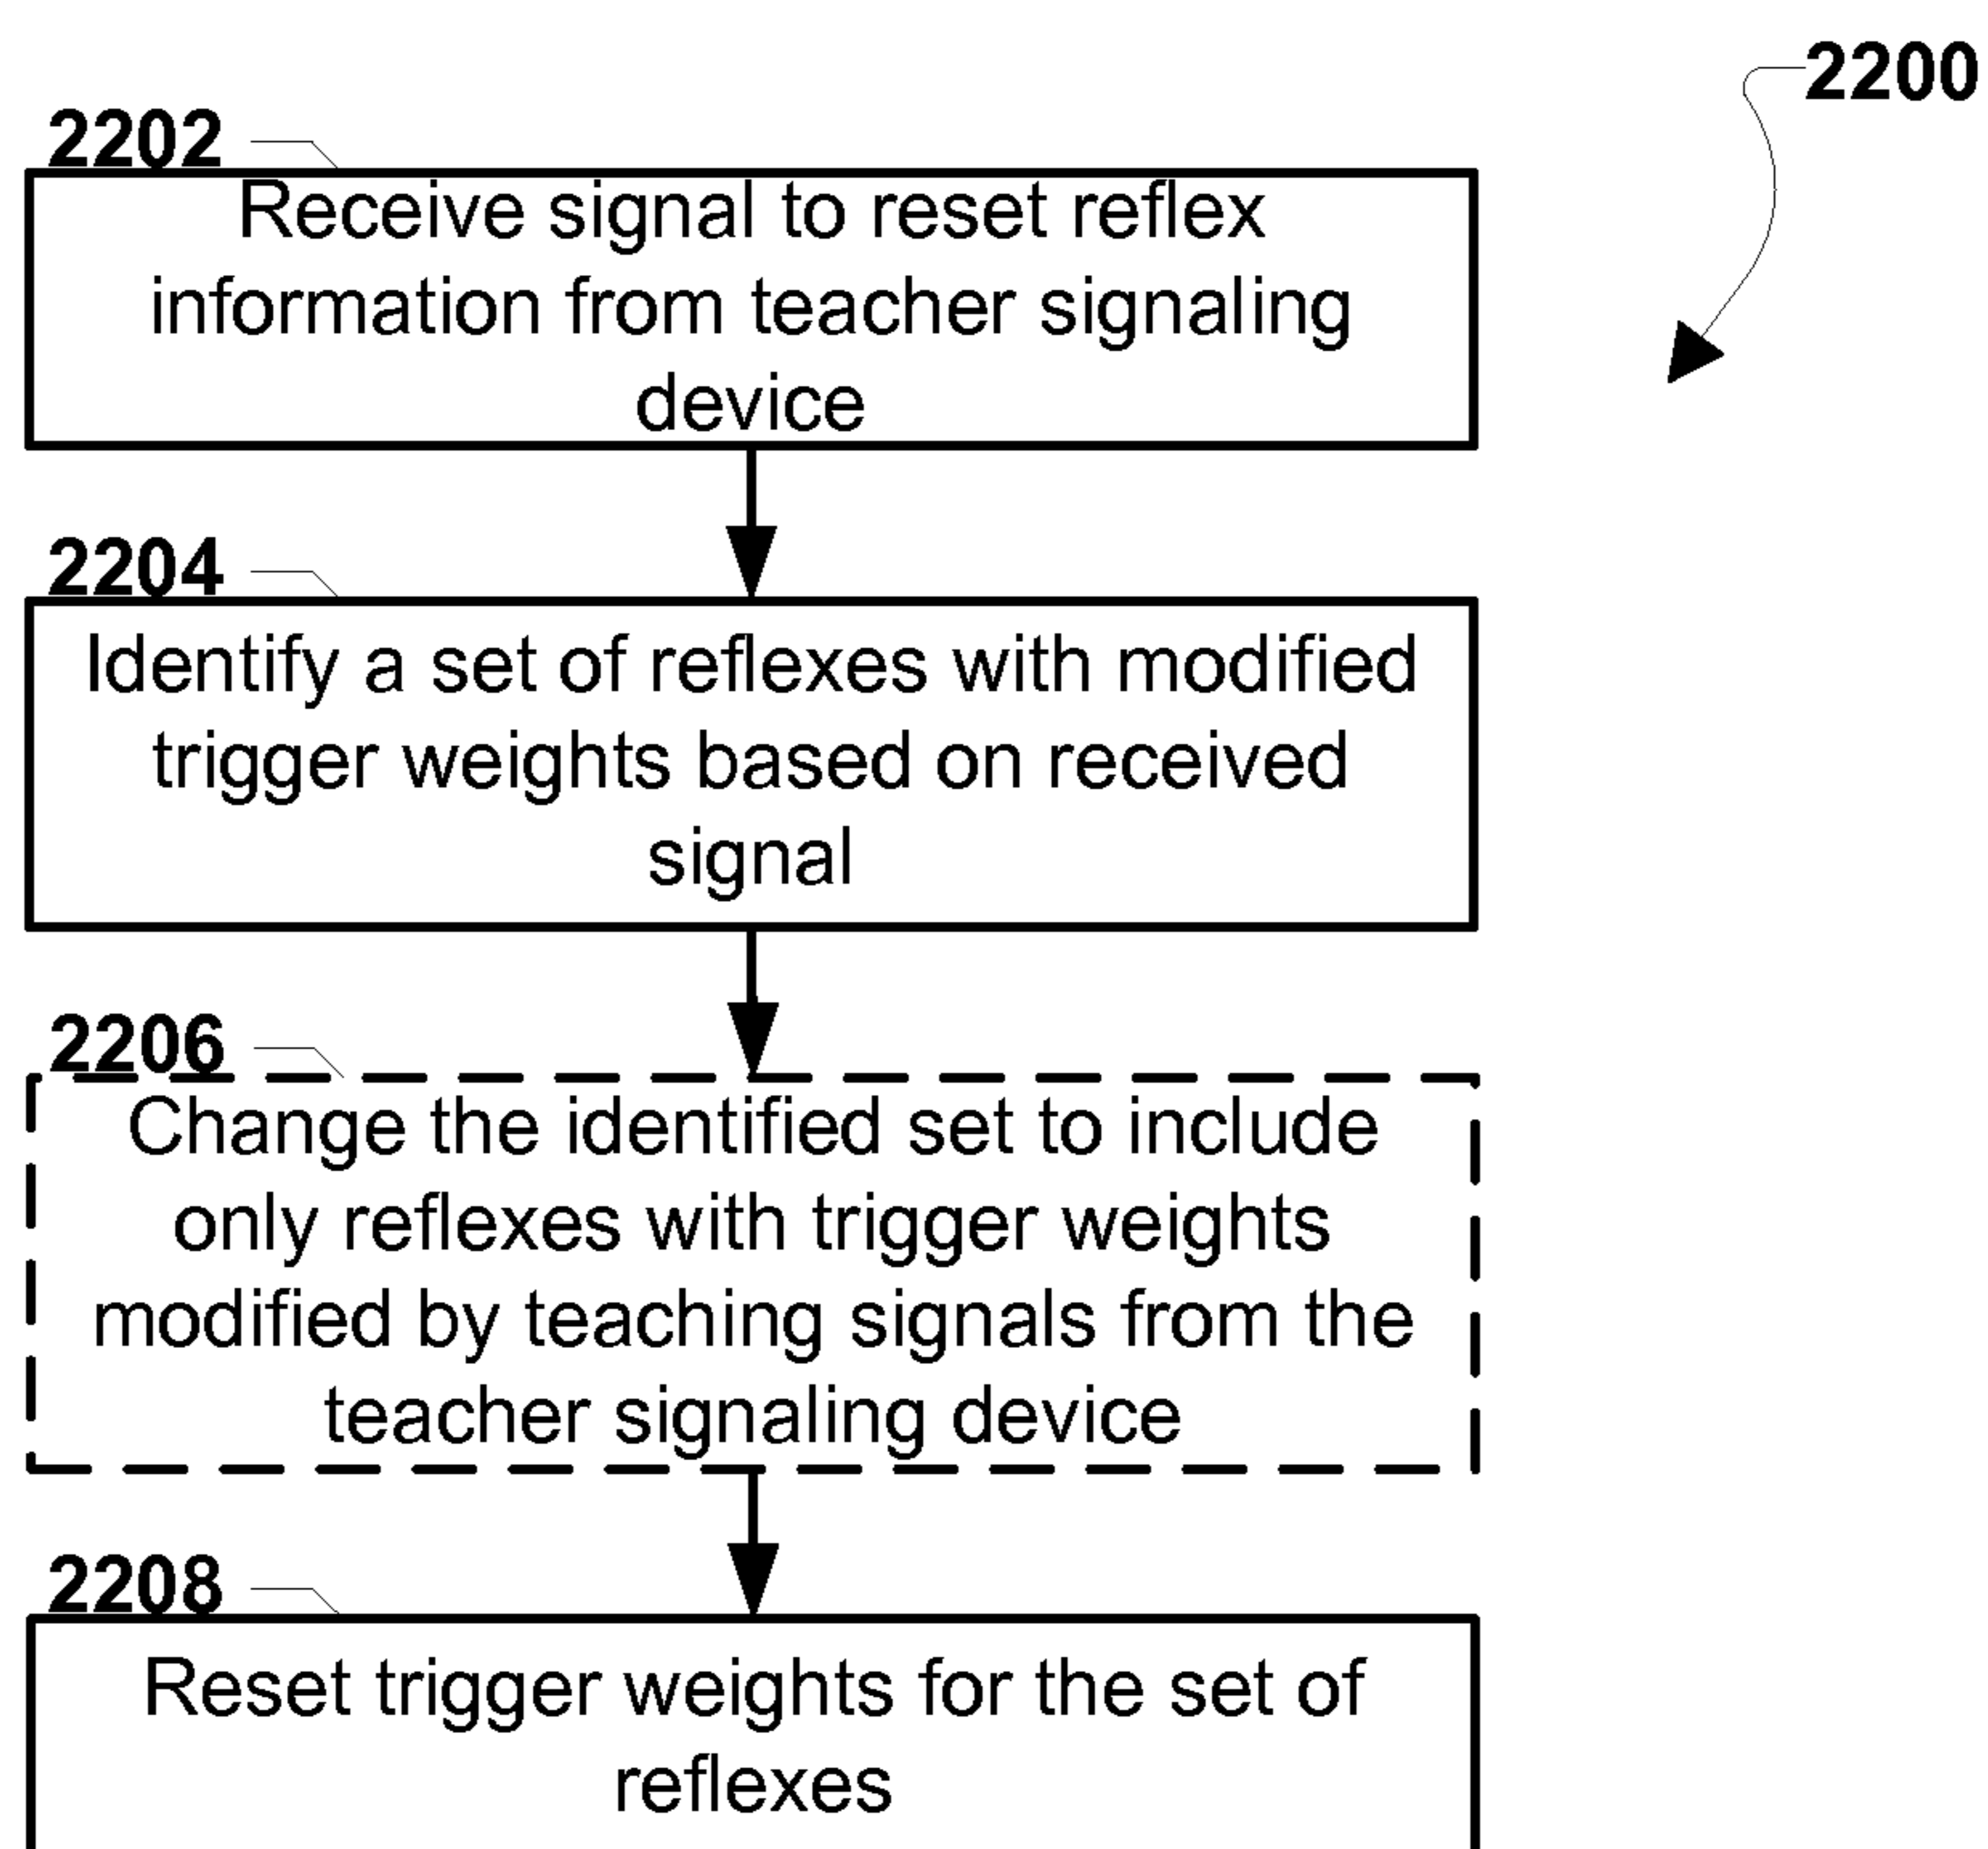 2200
2202
Receive signal to reset reflex
information from teacher signaling
device
2204
Identify a set of reflexes with modified
trigger weights based on received
signal
2206
Change the identified set to include
only reflexes with trigger weights
modified by teaching signals from the
teacher signaling device
2208
Reset trigger weights for the set of
reflexes